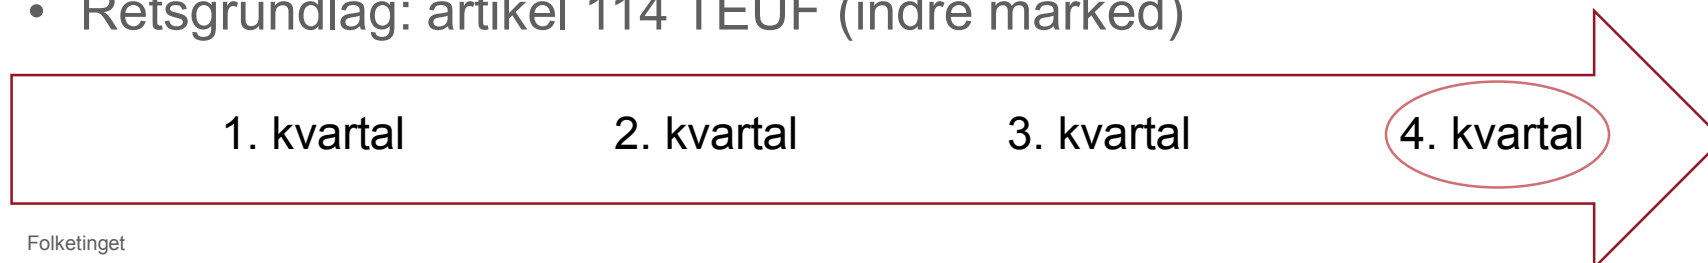 • Retsgrundlag: artikel 114 TEUF (indre marked)
1. kvartal 2. kvartal 3. kvartal 4. kvartal
Folketinget